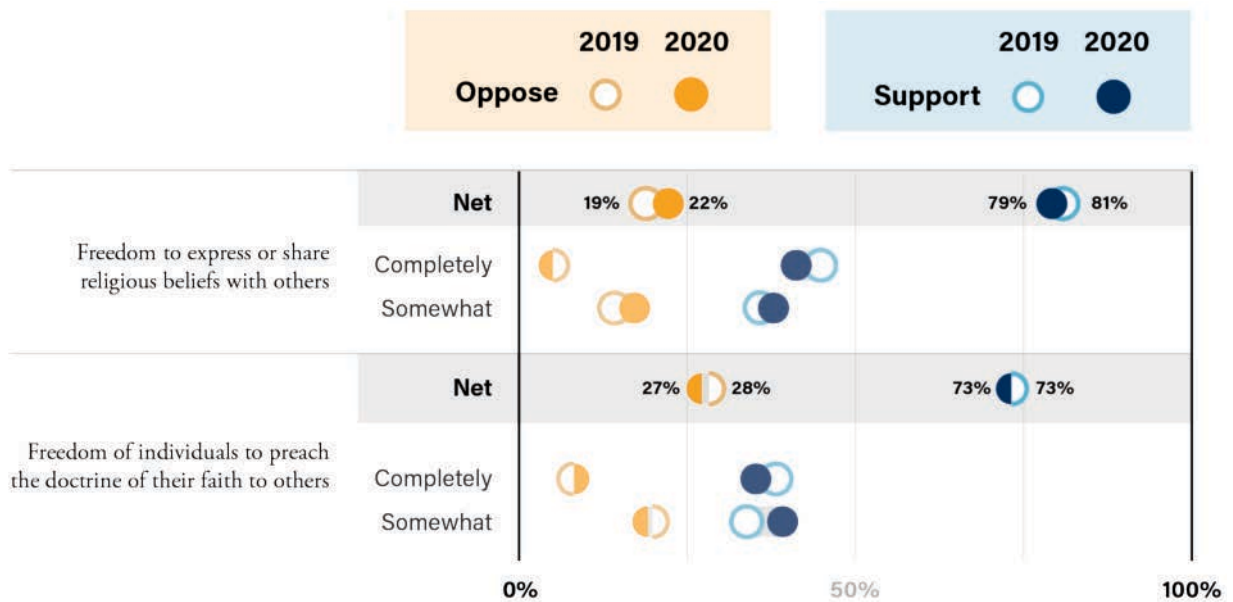 2019 2020
Oppose
2019 2020
Support
Net 19% 22% 79% 81%
Freedom to express or share
religious beliefs with others
Completely
Somewhat
Net 27% 28% 73% 73%
Freedom of individuals to preach
the doctrine of their faith to others
Completely
Somewhat
0% 50% 100%